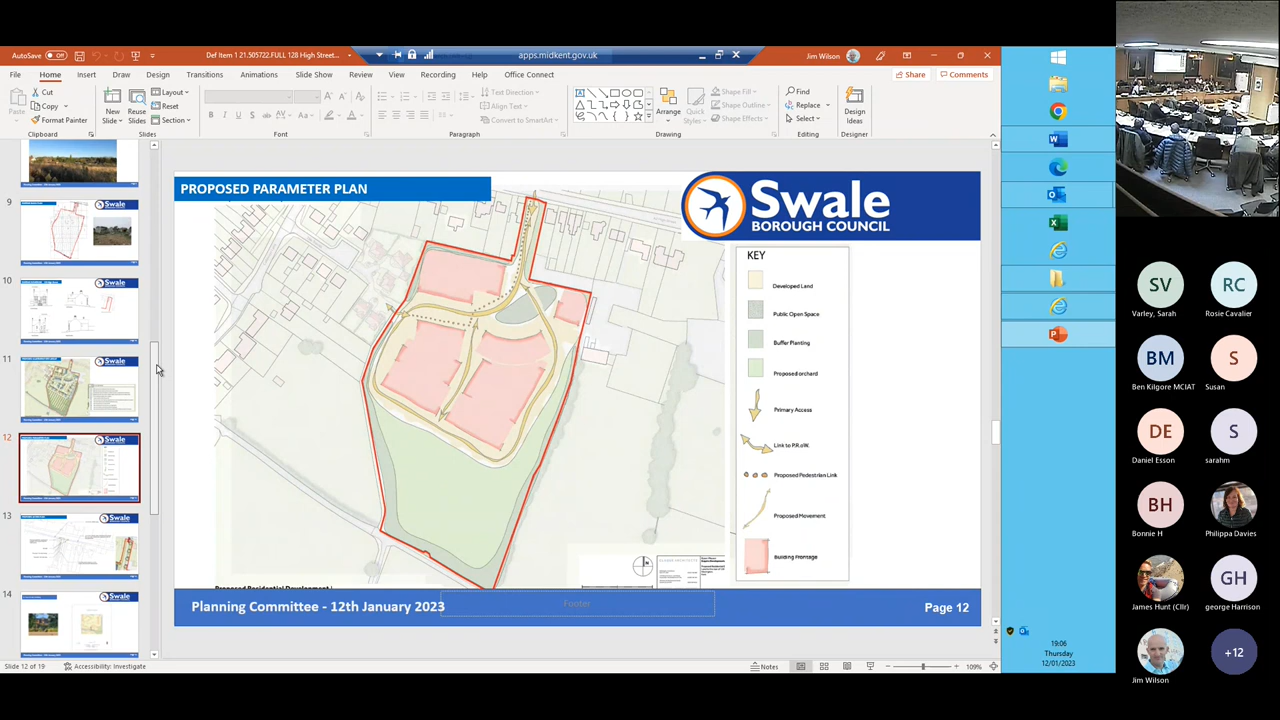 AutoSave Off
Def Item 1 21.505722.FULL 128 High Street...
apps.midkent.gov.uk
Jim Wilson
File Home Insert Draw Design Transitions Animations Slide Show Review View Recording Help Office Connect
Share Comments
Paste
Cut
Copy
Format Painter
Clipboard
New Slide
Reuse Slides
Layout
Reset
Section
Slides
Font
Text Direction
Align Text
Convert to SmartArt
Paragraph
Arrange
Quick Styles
Shape Fill
Shape Outline
Shape Effects
Drawing
Find
Replace
Select
Editing
Design Ideas
Designer
9
10
11
12
13
14
PROPOSED PARAMETER PLAN
Swale
BOROUGH COUNCIL
KEY
Developed Land
Public Open Space
Buffer Planting
Proposed orchard
Primary Access
Link to P.R.o.W.
Proposed Pedestrian Link
Proposed Movement
Building Frontage
Planning Committee - 12th January 2023
Footer
Page 12
Slide 12 of 19
Accessibility: Investigate
Notes
109%
19:06
Thursday
12/01/2023
SV
Varley, Sarah
RC
Rosie Cavalier
BM
Ben Kilgore MCIAT
S
Susan
DE
Daniel Esson
S
sarahm
BH
Bonnie H
Philippa Davies
James Hunt (Cllr)
GH
george Harrison
Jim Wilson
+12